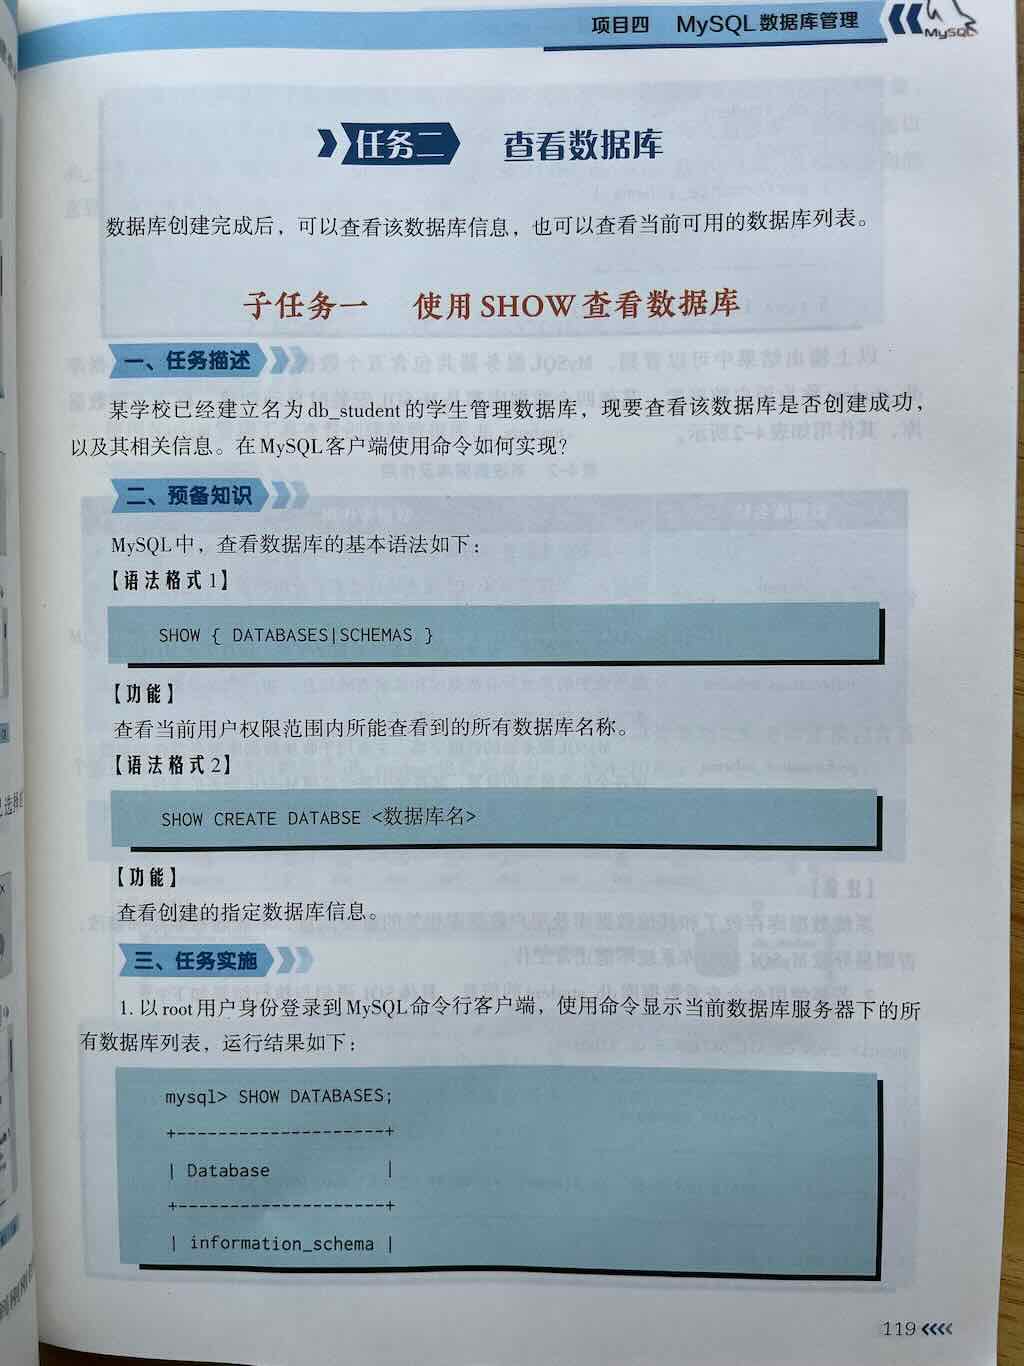 项目四 MySQL数据库管理
MySQL
任务二 查看数据库
数据库创建完成后，可以查看该数据库信息，也可以查看当前可用的数据库列表。
子任务一 使用SHOW查看数据库
一、任务描述
某学校已经建立名为db_student的学生管理数据库，现要查看该数据库是否创建成功，
以及其相关信息。在MySQL客户端使用命令如何实现？
二、预备知识
MySQL中，查看数据库的基本语法如下：
【语法格式1】
SHOW { DATABASES|SCHEMAS }
【功能】
查看当前用户权限范围内所能查看到的所有数据库名称。
【语法格式2】
SHOW CREATE DATABSE <数据库名>
【功能】
查看创建的指定数据库信息。
三、任务实施
1. 以root用户身份登录到MySQL命令行客户端，使用命令显示当前数据库服务器下的所
有数据库列表，运行结果如下：
mysql> SHOW DATABASES;
+--------------------+
| Database           |
+--------------------+
| information_schema |
119